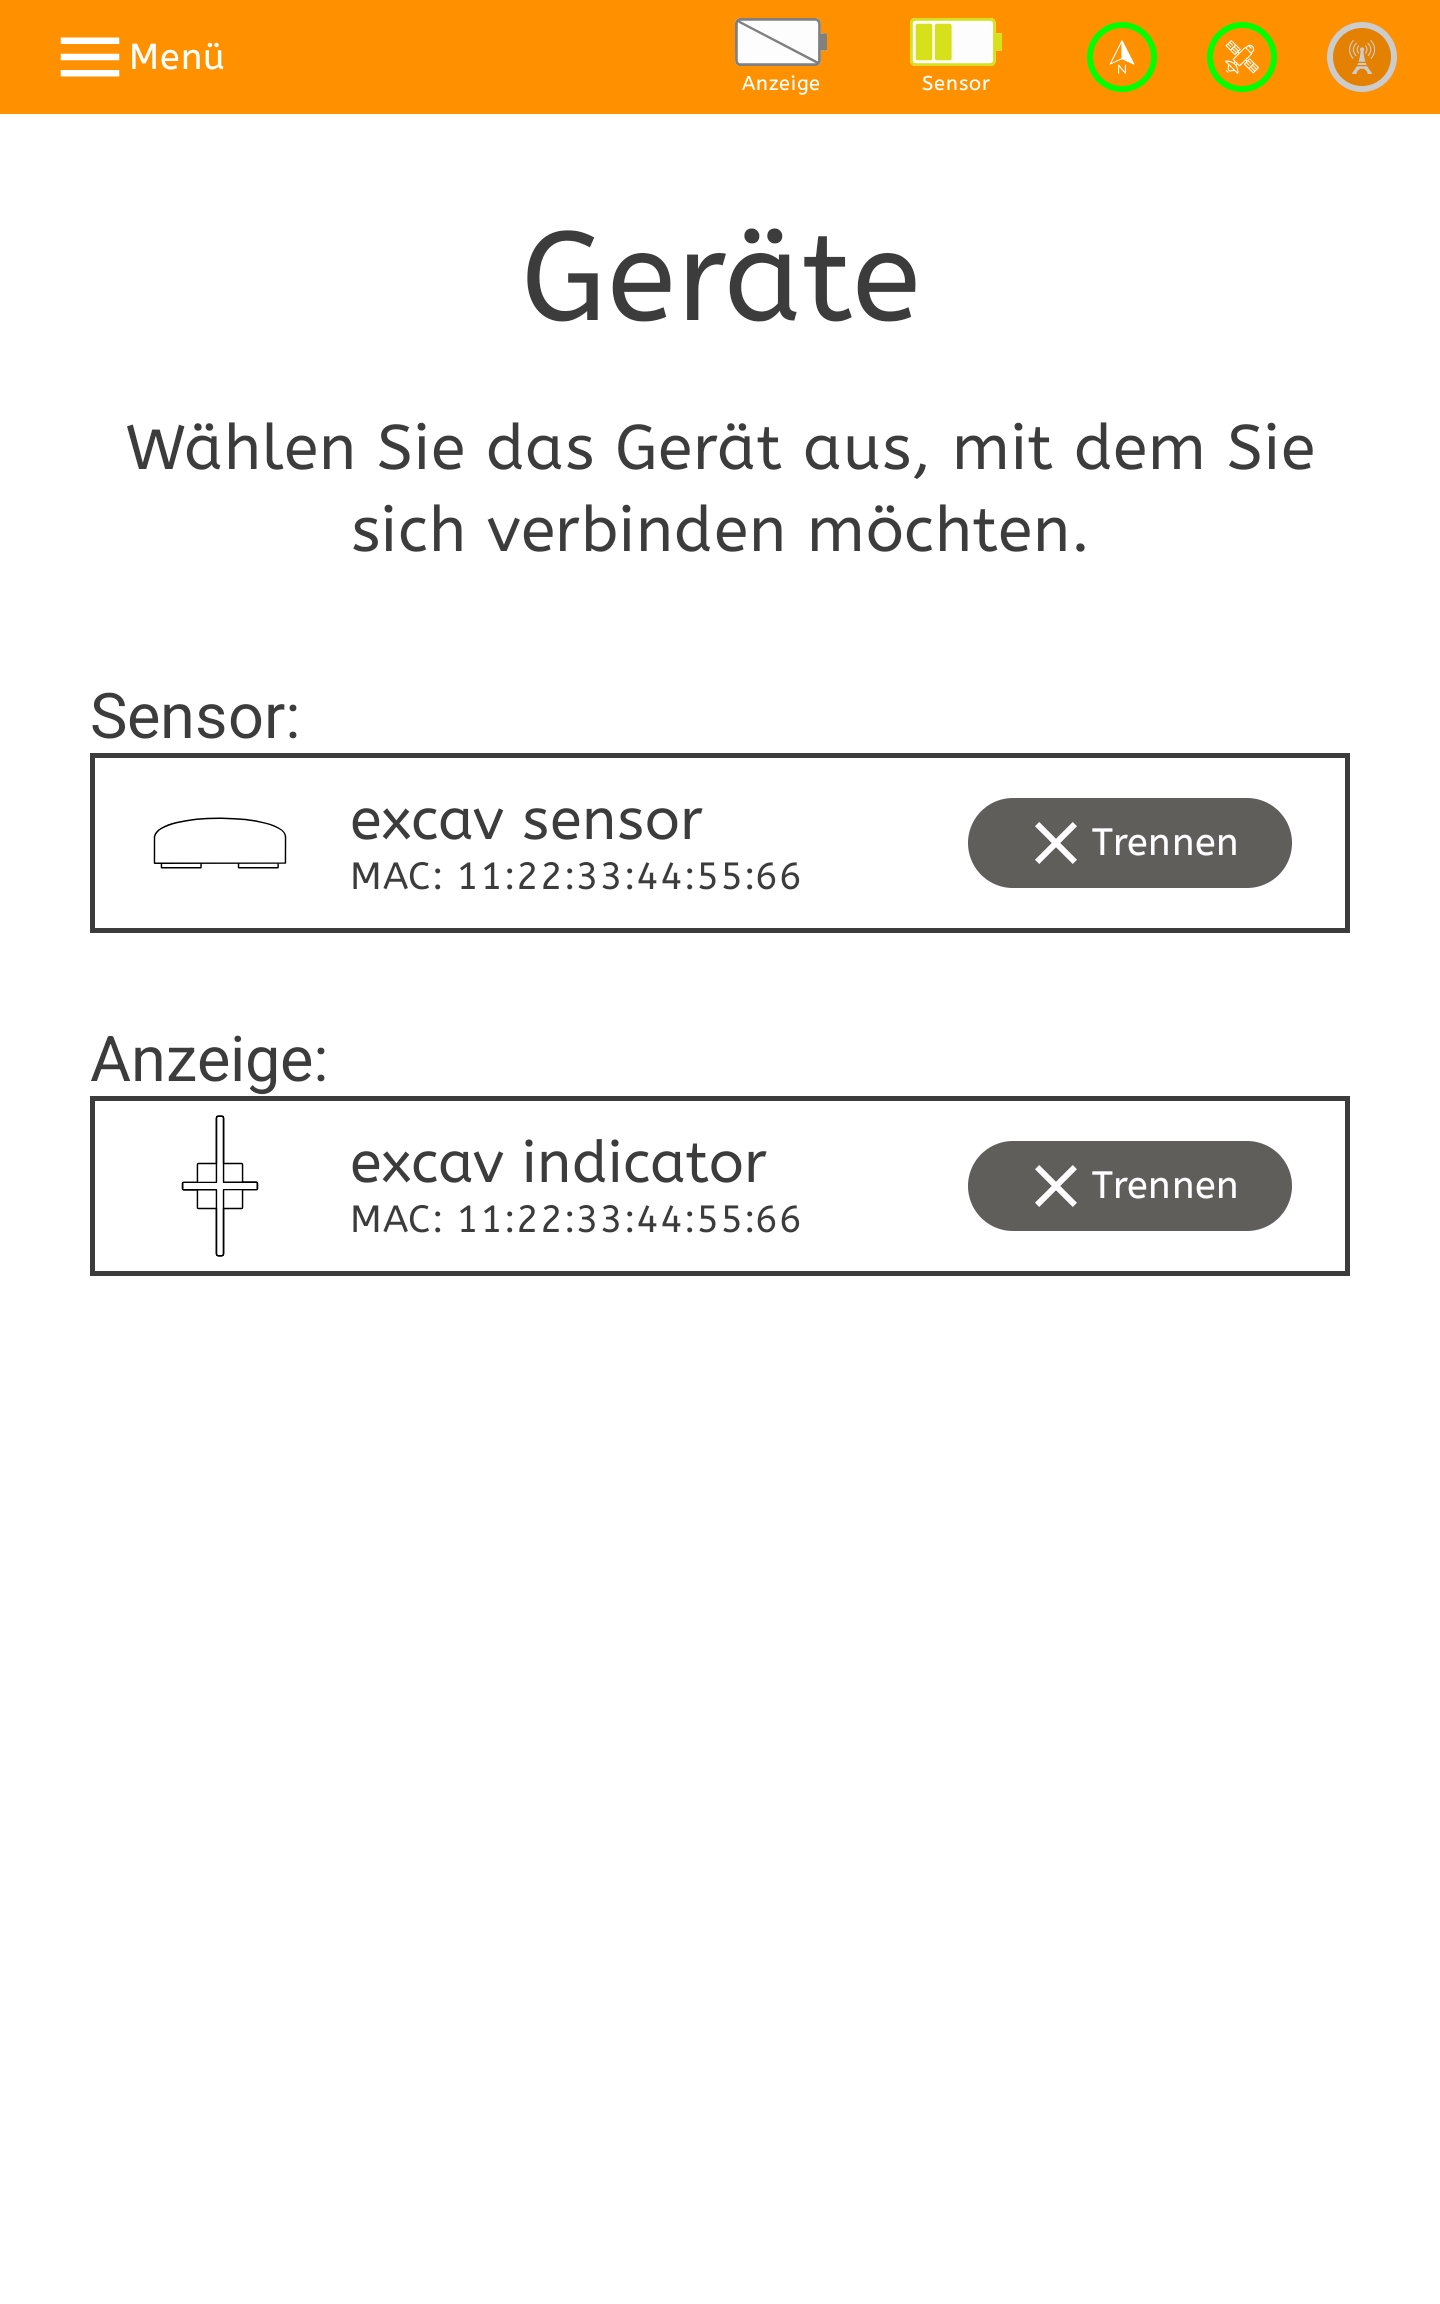 Menü
Anzeige
Sensor
N
Geräte
Wählen Sie das Gerät aus, mit dem Sie
sich verbinden möchten.
Sensor:
excav sensor
MAC: 11:22:33:44:55:66
Trennen
Anzeige:
excav indicator
MAC: 11:22:33:44:55:66
Trennen